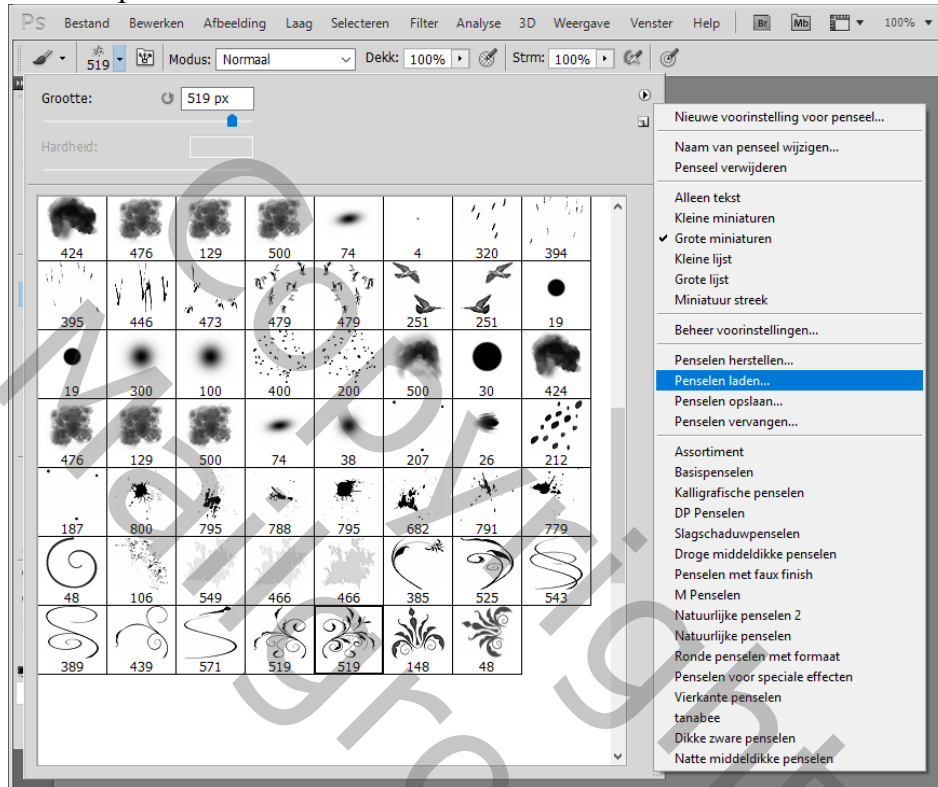 Ps Bestand Bewerken Afbeelding Laag Selecteren Filter Analyse 3D Weergave Venster Help Br Mb 100%
519 Modus: Normaal Dekk: 100% Strm: 100%
Grootte: 519 px
Hardheid:
424 476 129 500 74 4 320 394
395 446 473 479 479 251 251 19
19 300 100 400 200 500 30 424
476 129 500 74 38 207 26 212
187 800 795 788 795 682 791 779
48 106 549 466 466 385 525 543
389 439 571 519 519 148 48
Nieuwe voorinstelling voor penseel...
Naam van penseel wijzigen...
Penseel verwijderen
Alleen tekst
Kleine miniaturen
Grote miniaturen
Kleine lijst
Grote lijst
Miniatuur streek
Beheer voorinstellingen...
Penselen herstellen...
Penselen laden...
Penselen opslaan...
Penselen vervangen...
Assortiment
Basispenselen
Kalligrafische penselen
DP Penselen
Slagschaduwpenselen
Droge middeldikke penselen
Penselen met faux finish
M Penselen
Natuurlijke penselen 2
Natuurlijke penselen
Ronde penselen met formaat
Penselen voor speciale effecten
Vierkante penselen
tanabee
Dikke zware penselen
Natte middeldikke penselen
Copyright